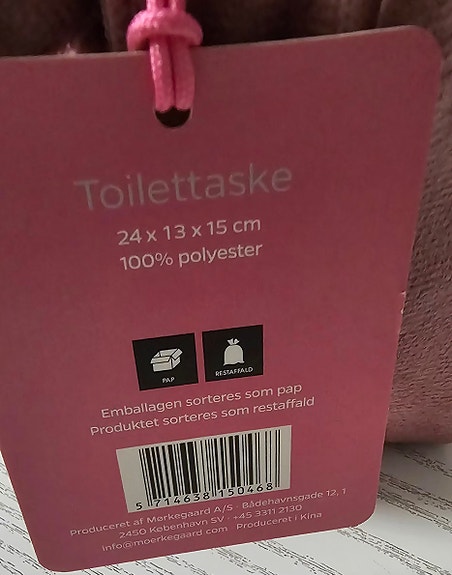 Toilettaske
24 x 13 x 15 cm
100% polyester
PAP
RESTAFFALD
Emballagen sorteres som pap
Produktet sorteres som restaffald
5 714638 150468
Produceret af Mørkegaard A/S · Bådehavnsgade 12, 1
2450 København SV · +45 3311 2130
info@moerkegaard.com Produceret i Kina